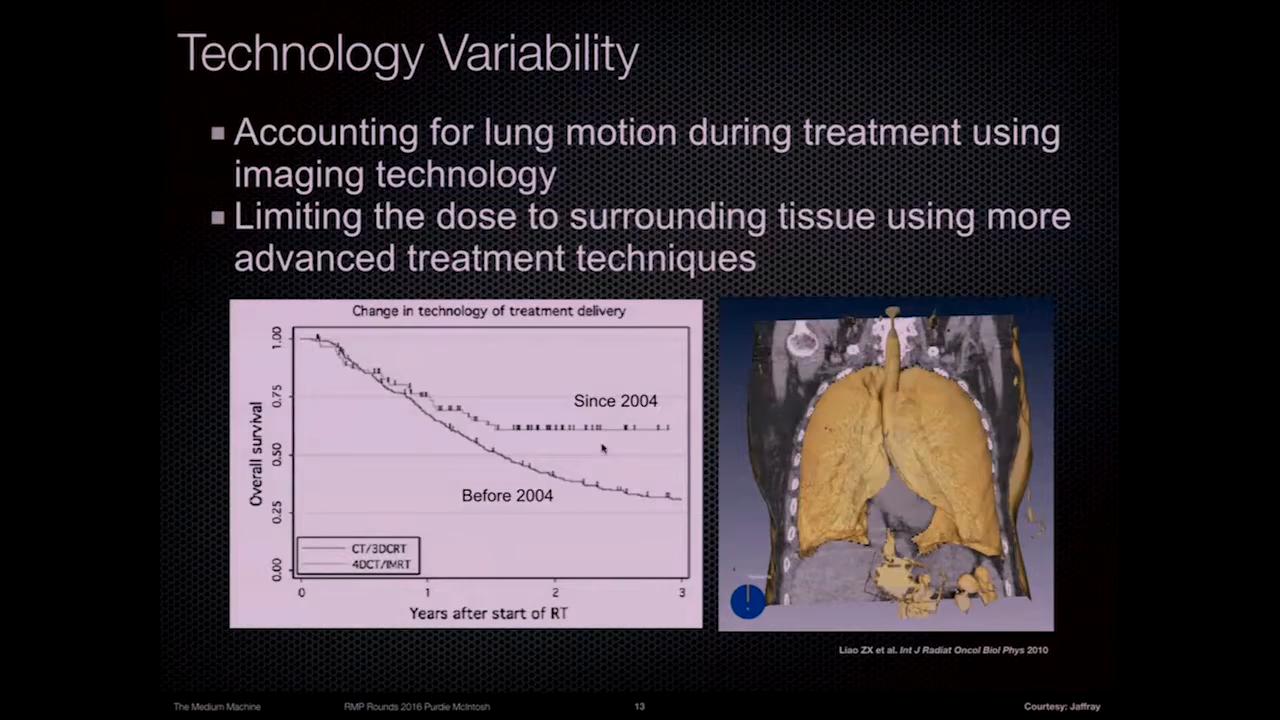 Technology Variability
Accounting for lung motion during treatment using
imaging technology
Limiting the dose to surrounding tissue using more
advanced treatment techniques
Change in technology of treatment delivery
Overall survival
1.00
0.75
0.50
0.25
0.00
Since 2004
Before 2004
CT/3DCRT
4DCT/IMRT
0
1
2
3
Years after start of RT
Liao ZX et al. Int J Radiat Oncol Biol Phys 2010
The Medium Machine
RMP Rounds 2016 Purdie McIntosh
13
Courtesy: Jaffray